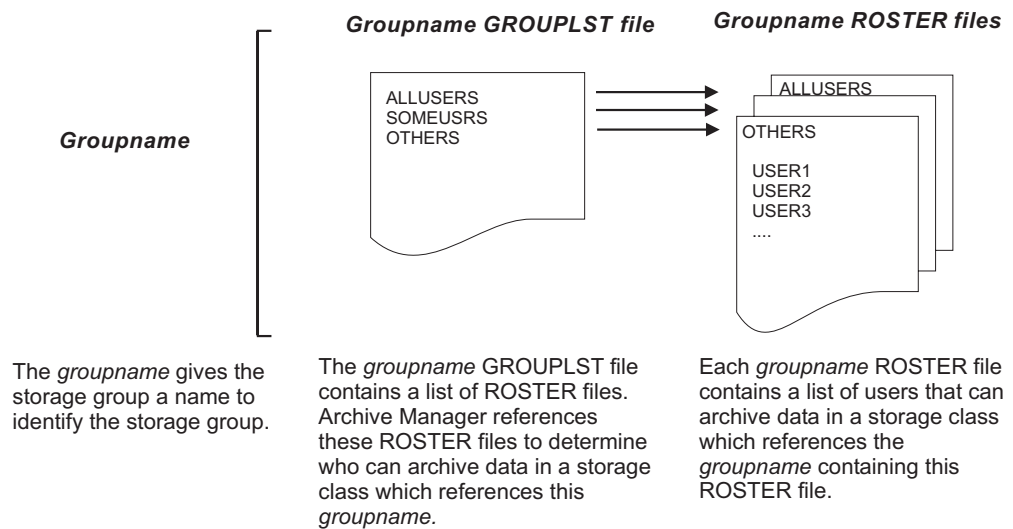 Groupname GROUPLST file
Groupname ROSTER files
Groupname
ALLUSERS
SOMEUSRS
OTHERS
ALLUSERS
OTHERS
USER1
USER2
USER3
....
The groupname gives the
storage group a name to
identify the storage group.
The groupname GROUPLST file
contains a list of ROSTER files.
Archive Manager references
these ROSTER files to determine
who can archive data in a storage
class which references this
groupname.
Each groupname ROSTER file
contains a list of users that can
archive data in a storage class
which references the
groupname containing this
ROSTER file.